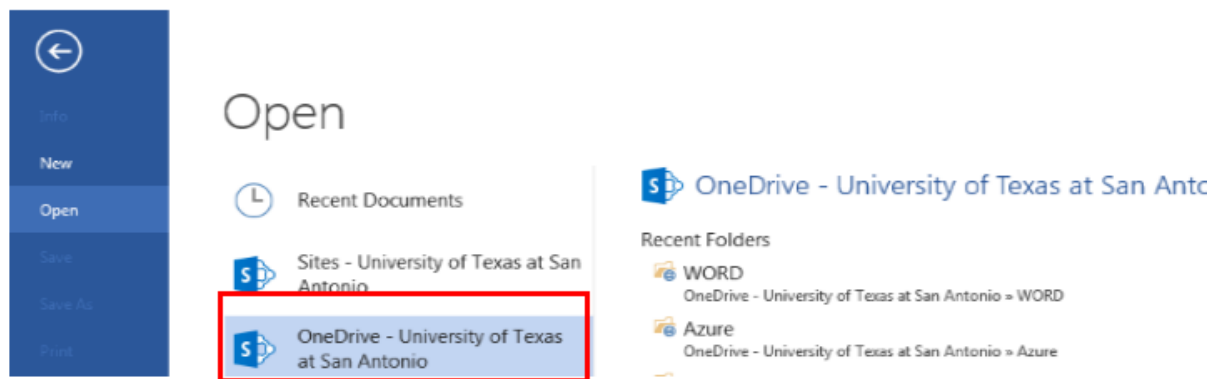 Info
New
Open
Save
Save As
Print
Open
Recent Documents
Sites - University of Texas at San
Antonio
OneDrive - University of Texas
at San Antonio
OneDrive - University of Texas at San Anto
Recent Folders
WORD
OneDrive - University of Texas at San Antonio » WORD
Azure
OneDrive - University of Texas at San Antonio » Azure